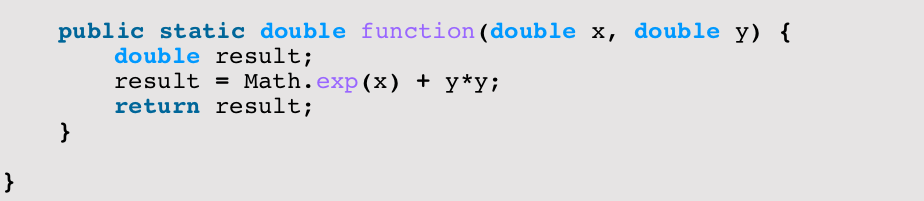 public static double function(double x, double y) {
double result;
result = Math.exp(x) + y*y;
return result;
}
}